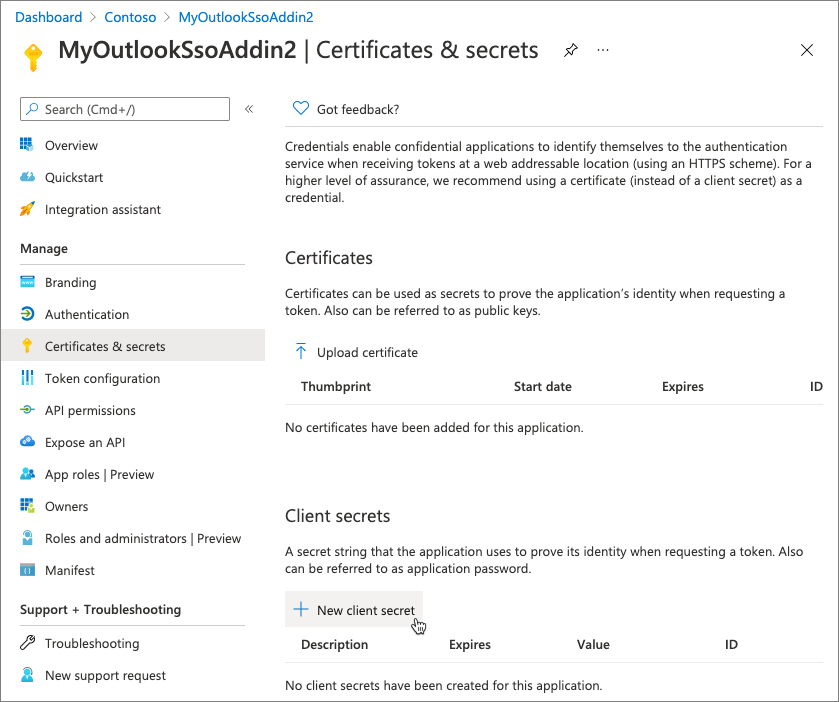 Dashboard > Contoso > MyOutlookSsoAddin2
MyOutlookSsoAddin2 | Certificates & secrets
Search (Cmd+/)
Overview
Quickstart
Integration assistant
Manage
Branding
Authentication
Certificates & secrets
Token configuration
API permissions
Expose an API
App roles | Preview
Owners
Roles and administrators | Preview
Manifest
Support + Troubleshooting
Troubleshooting
New support request
Got feedback?
Credentials enable confidential applications to identify themselves to the authentication
service when receiving tokens at a web addressable location (using an HTTPS scheme). For a
higher level of assurance, we recommend using a certificate (instead of a client secret) as a
credential.
Certificates
Certificates can be used as secrets to prove the application's identity when requesting a
token. Also can be referred to as public keys.
Upload certificate
Thumbprint Start date Expires ID
No certificates have been added for this application.
Client secrets
A secret string that the application uses to prove its identity when requesting a token. Also
can be referred to as application password.
New client secret
Description Expires Value ID
No client secrets have been created for this application.